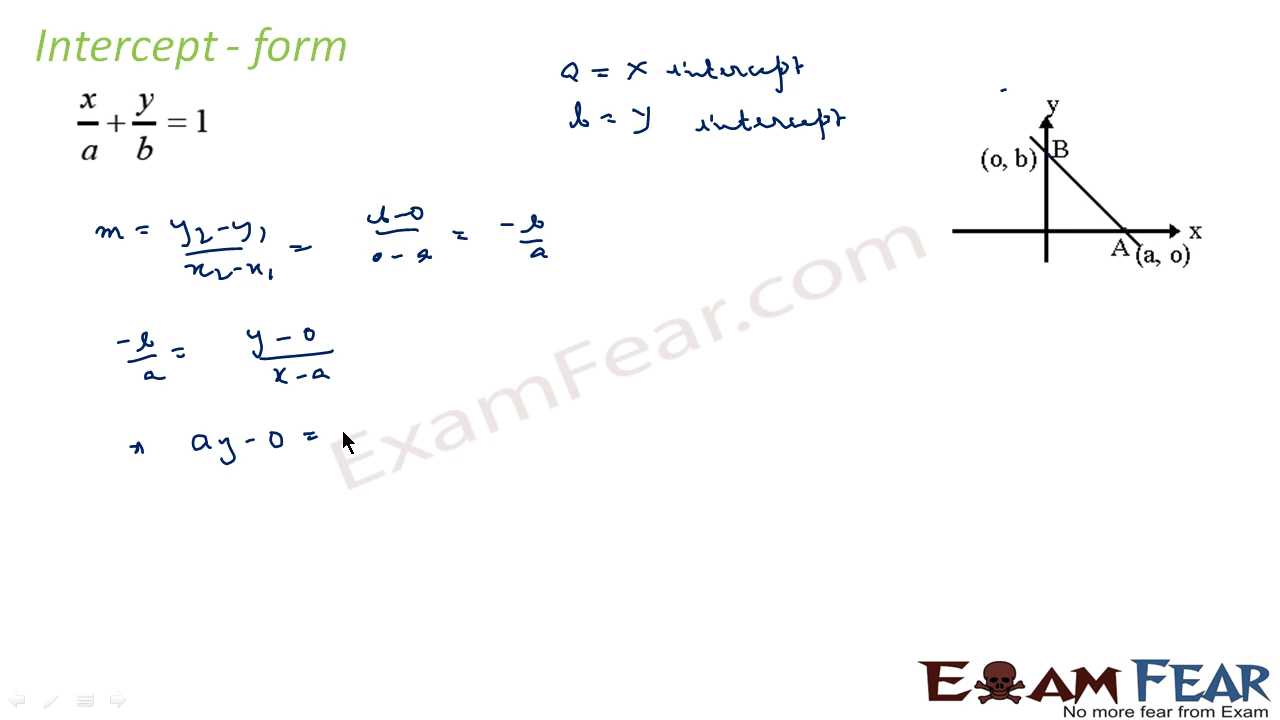 Intercept - form
x/a + y/b = 1
a = x intercept
b = y intercept
m = y₂-y₁/x₂-x₁ = b-0/0-a = -b/a
-b/a = y-0/x-a
⇒ ay - 0 =
y
B
(o, b)
x
A (a, o)
ExamFear.com
EXAM FEAR
No more fear from Exam